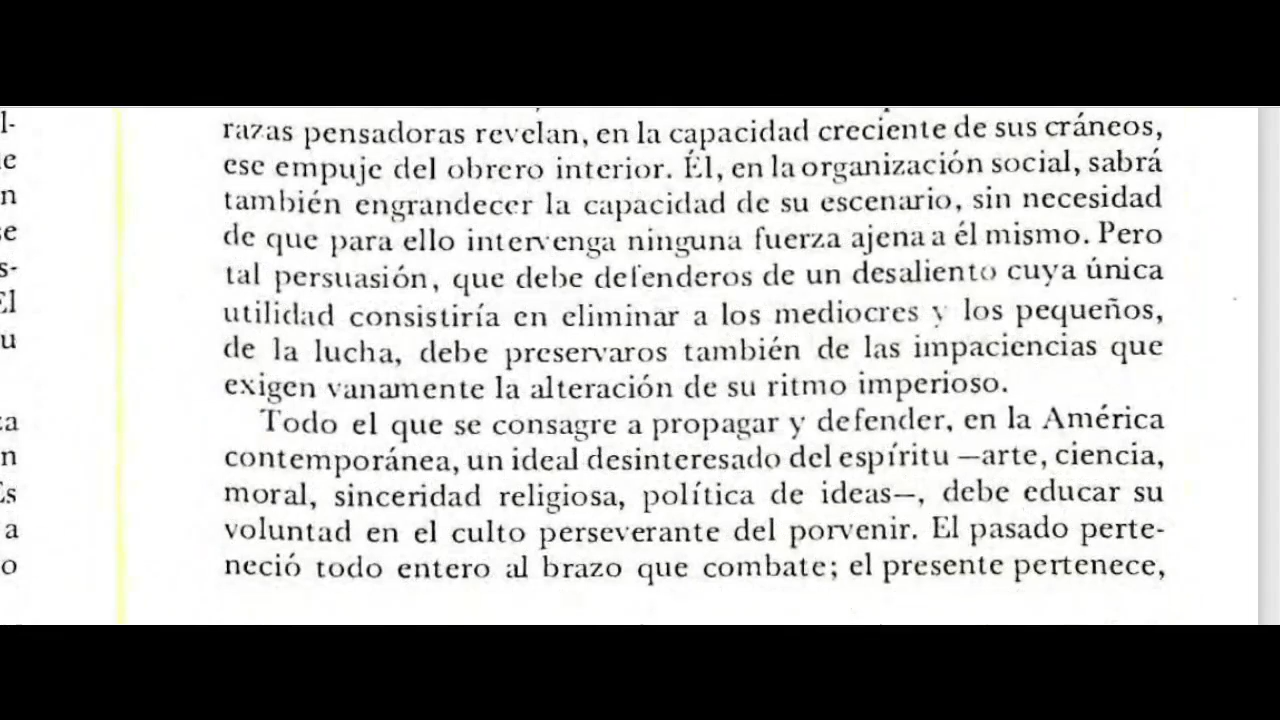 razas pensadoras revelan, en la capacidad creciente de sus cráneos,
ese empuje del obrero interior. Él, en la organización social, sabrá
también engrandecer la capacidad de su escenario, sin necesidad
de que para ello intervenga ninguna fuerza ajena a él mismo. Pero
tal persuasión, que debe defenderos de un desaliento cuya única
utilidad consistiría en eliminar a los mediocres y los pequeños,
de la lucha, debe preservaros también de las impaciencias que
exigen vanamente la alteración de su ritmo imperioso.
Todo el que se consagre a propagar y defender, en la América
contemporánea, un ideal desinteresado del espíritu —arte, ciencia,
moral, sinceridad religiosa, política de ideas—, debe educar su
voluntad en el culto perseverante del porvenir. El pasado perte-
neció todo entero al brazo que combate; el presente pertenece,